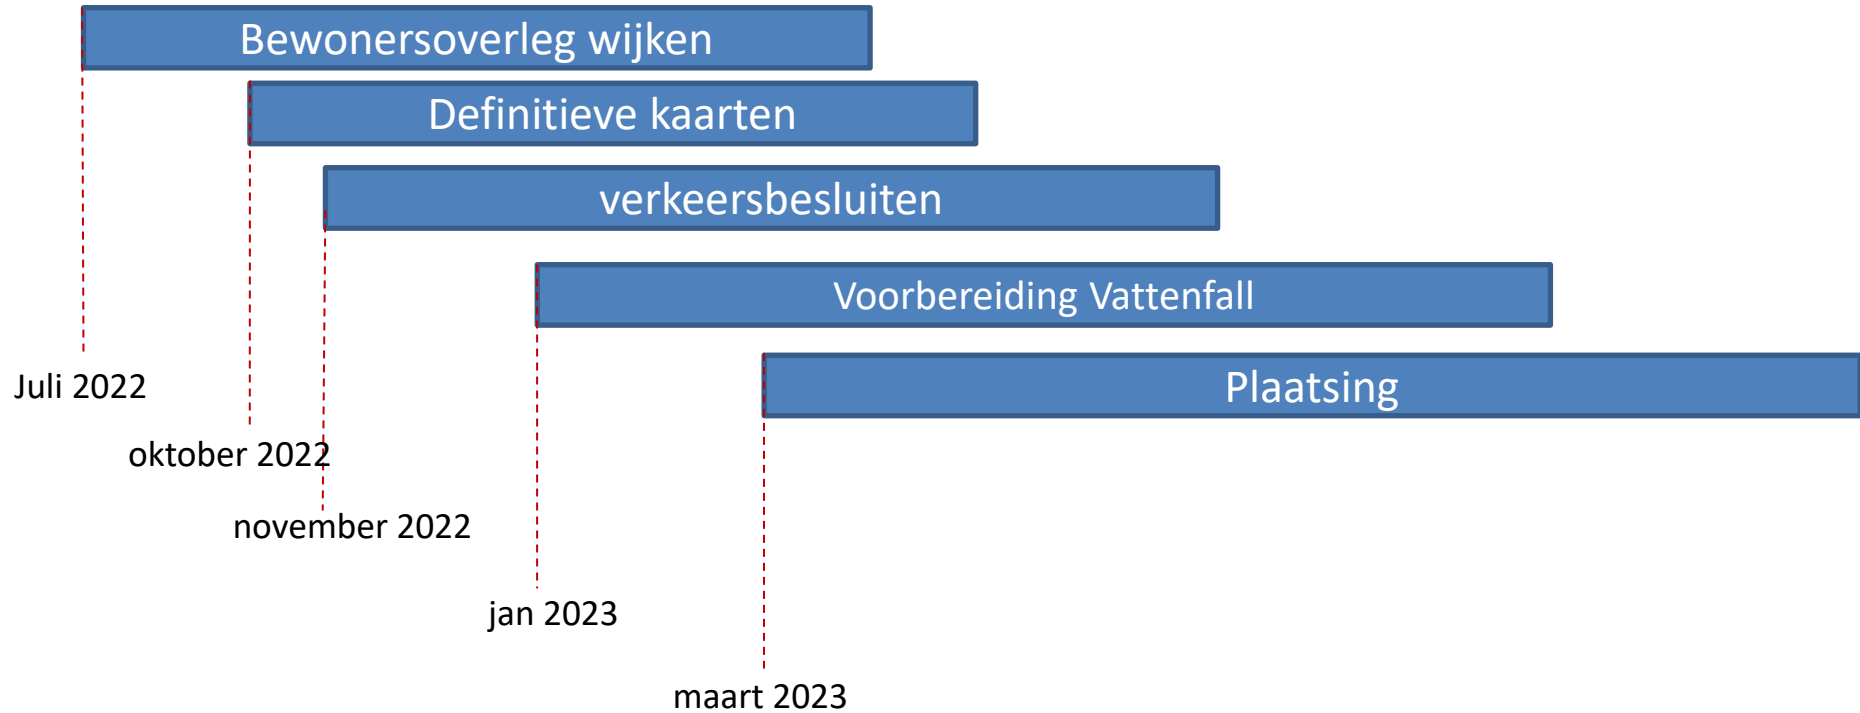 Bewonersoverleg wijken
Definitieve kaarten
verkeersbesluiten
Voorbereiding Vattenfall
Plaatsing
Juli 2022
oktober 2022
november 2022
jan 2023
maart 2023